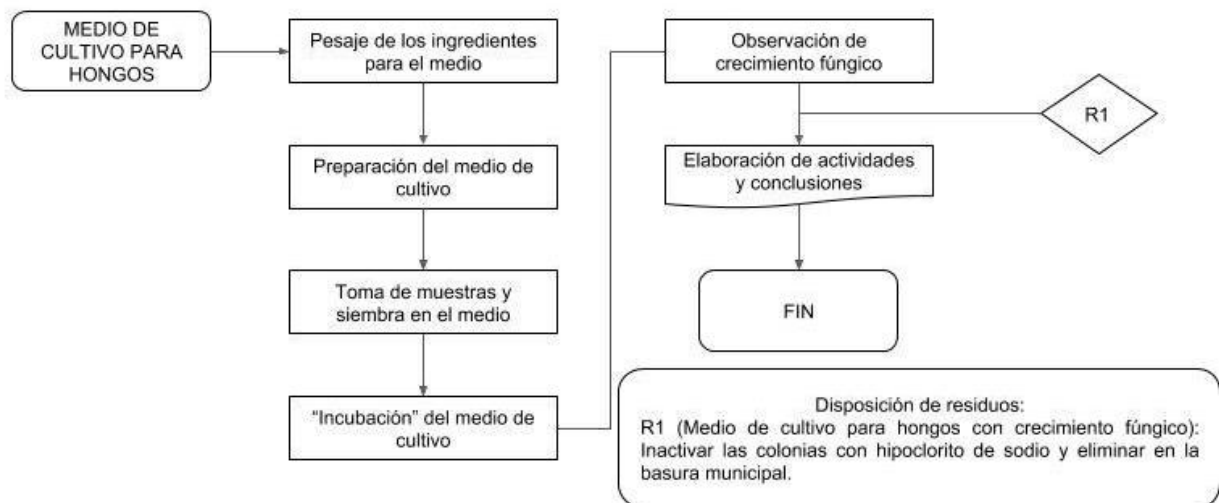 MEDIO DE
CULTIVO PARA
HONGOS
Pesaje de los ingredientes
para el medio
Preparación del medio de
cultivo
Toma de muestras y
siembra en el medio
“Incubación” del medio de
cultivo
Observación de
crecimiento fúngico
R1
Elaboración de actividades
y conclusiones
FIN
Disposición de residuos:
R1 (Medio de cultivo para hongos con crecimiento fúngico):
Inactivar las colonias con hipoclorito de sodio y eliminar en la
basura municipal.